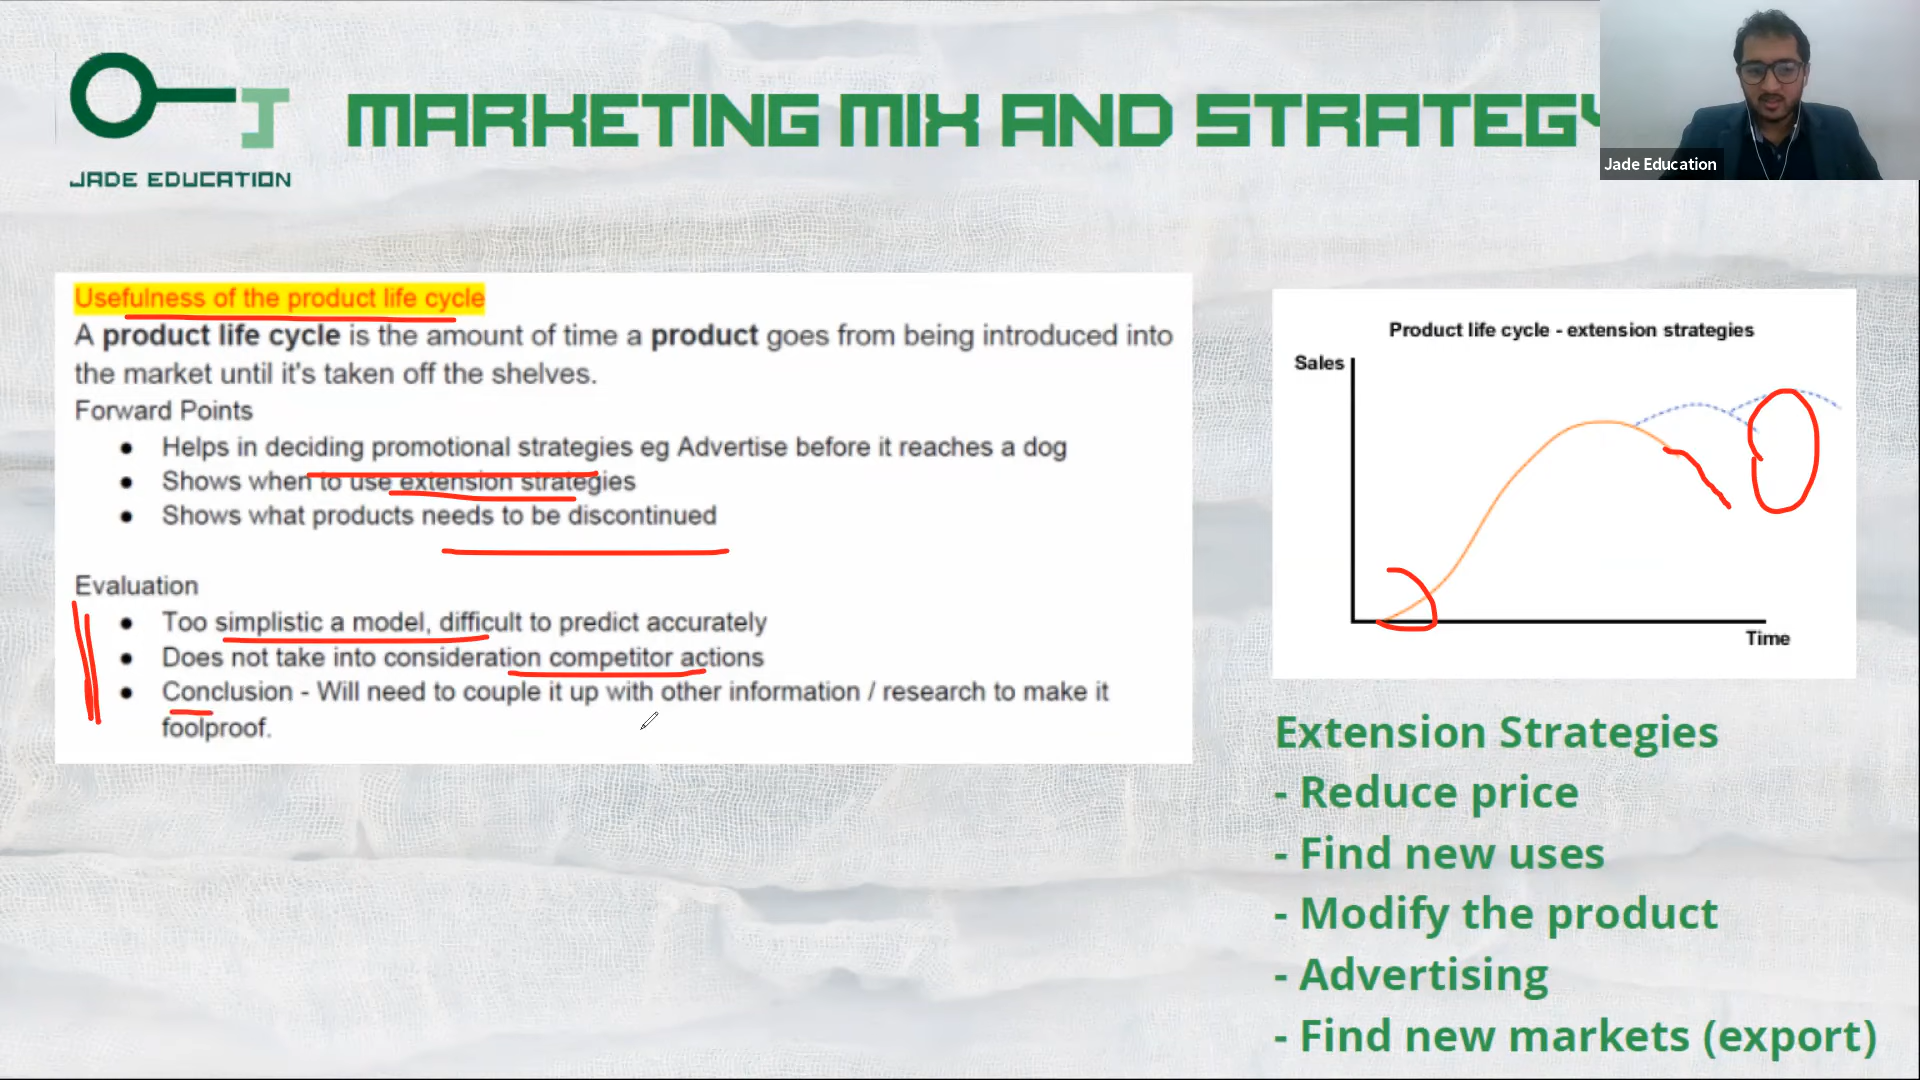 JADE EDUCATION
MARKETING MIX AND STRATEGY
Jade Education
Usefulness of the product life cycle
A product life cycle is the amount of time a product goes from being introduced into
the market until it's taken off the shelves.
Forward Points
● Helps in deciding promotional strategies eg Advertise before it reaches a dog
● Shows when to use extension strategies
● Shows what products needs to be discontinued
Evaluation
● Too simplistic a model, difficult to predict accurately
● Does not take into consideration competitor actions
● Conclusion - Will need to couple it up with other information / research to make it
foolproof.
Product life cycle - extension strategies
Sales
Time
Extension Strategies
- Reduce price
- Find new uses
- Modify the product
- Advertising
- Find new markets (export)